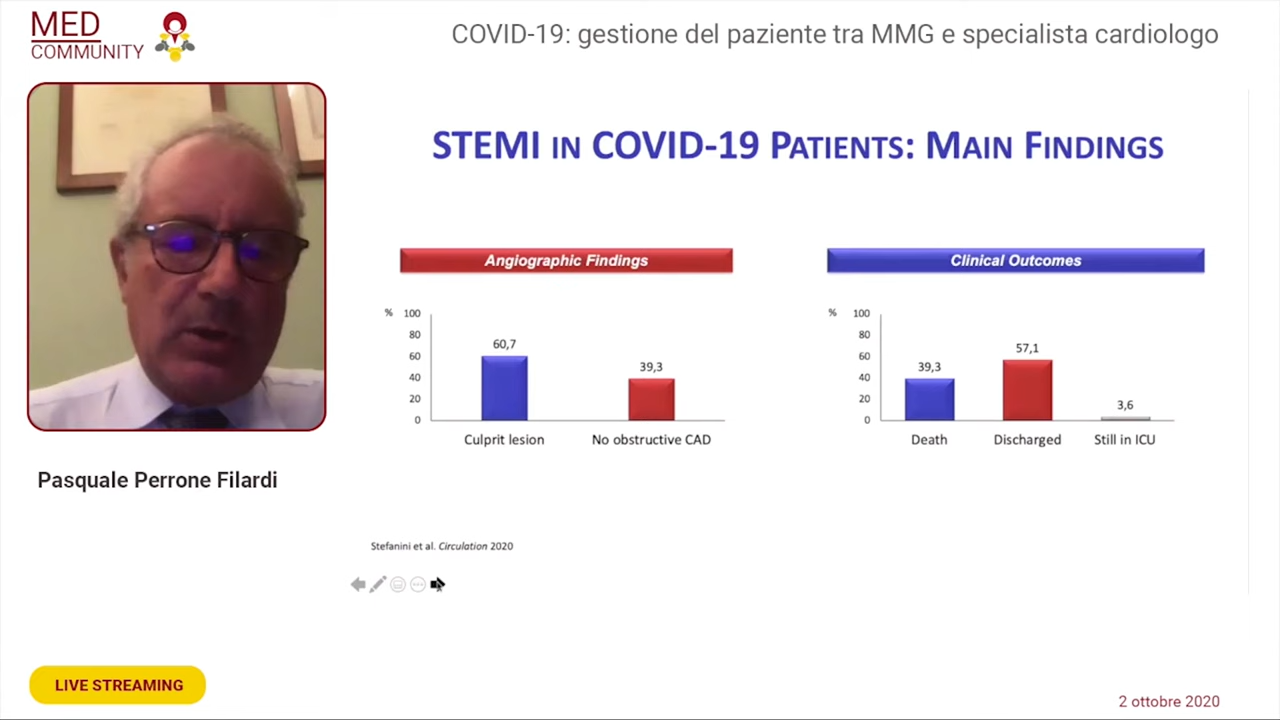 MED
COMMUNITY
COVID-19: gestione del paziente tra MMG e specialista cardiologo
STEMI IN COVID-19 PATIENTS: MAIN FINDINGS
Angiographic Findings
% 100
80
60
40
20
0
60,7
39,3
Culprit lesion
No obstructive CAD
Clinical Outcomes
% 100
80
60
40
20
0
39,3
57,1
3,6
Death
Discharged
Still in ICU
Pasquale Perrone Filardi
Stefanini et al. Circulation 2020
LIVE STREAMING
2 ottobre 2020